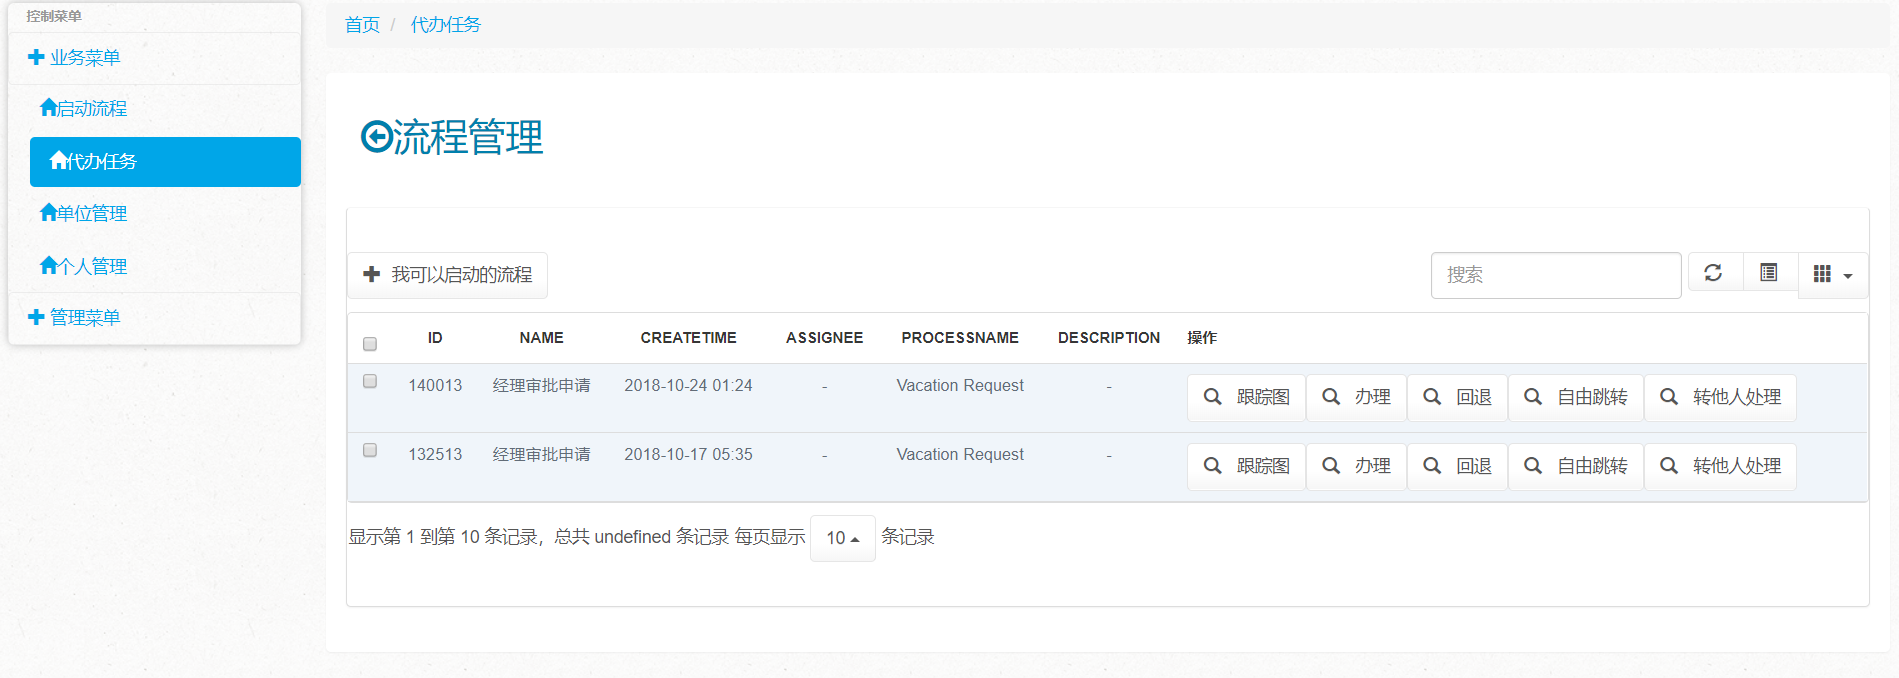 控制菜单
业务菜单
启动流程
代办任务
单位管理
个人管理
管理菜单
首页 / 代办任务
流程管理
我可以启动的流程
搜索
ID NAME CREATETIME ASSIGNEE PROCESSNAME DESCRIPTION 操作
140013 经理审批申请 2018-10-24 01:24 - Vacation Request - 跟踪图 办理 回退 自由跳转 转他人处理
132513 经理审批申请 2018-10-17 05:35 - Vacation Request - 跟踪图 办理 回退 自由跳转 转他人处理
显示第 1 到第 10 条记录，总共 undefined 条记录 每页显示 10 条记录